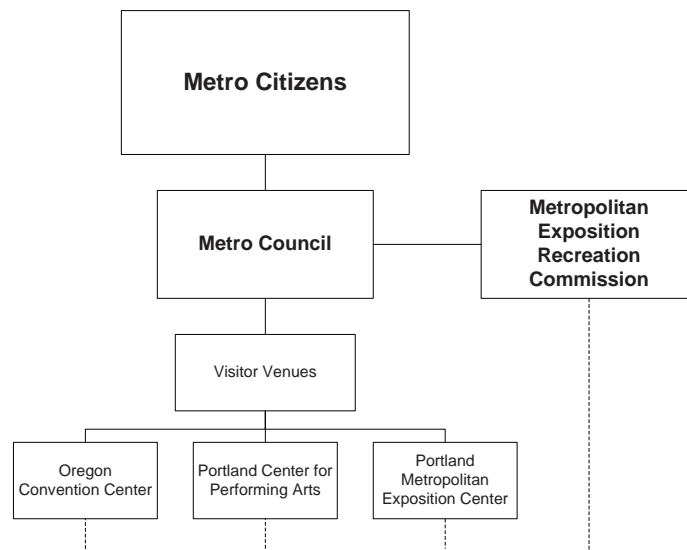 Metro Citizens
Metro Council
Metropolitan
Exposition
Recreation
Commission
Visitor Venues
Oregon
Convention Center
Portland Center for
Performing Arts
Portland
Metropolitan
Exposition Center